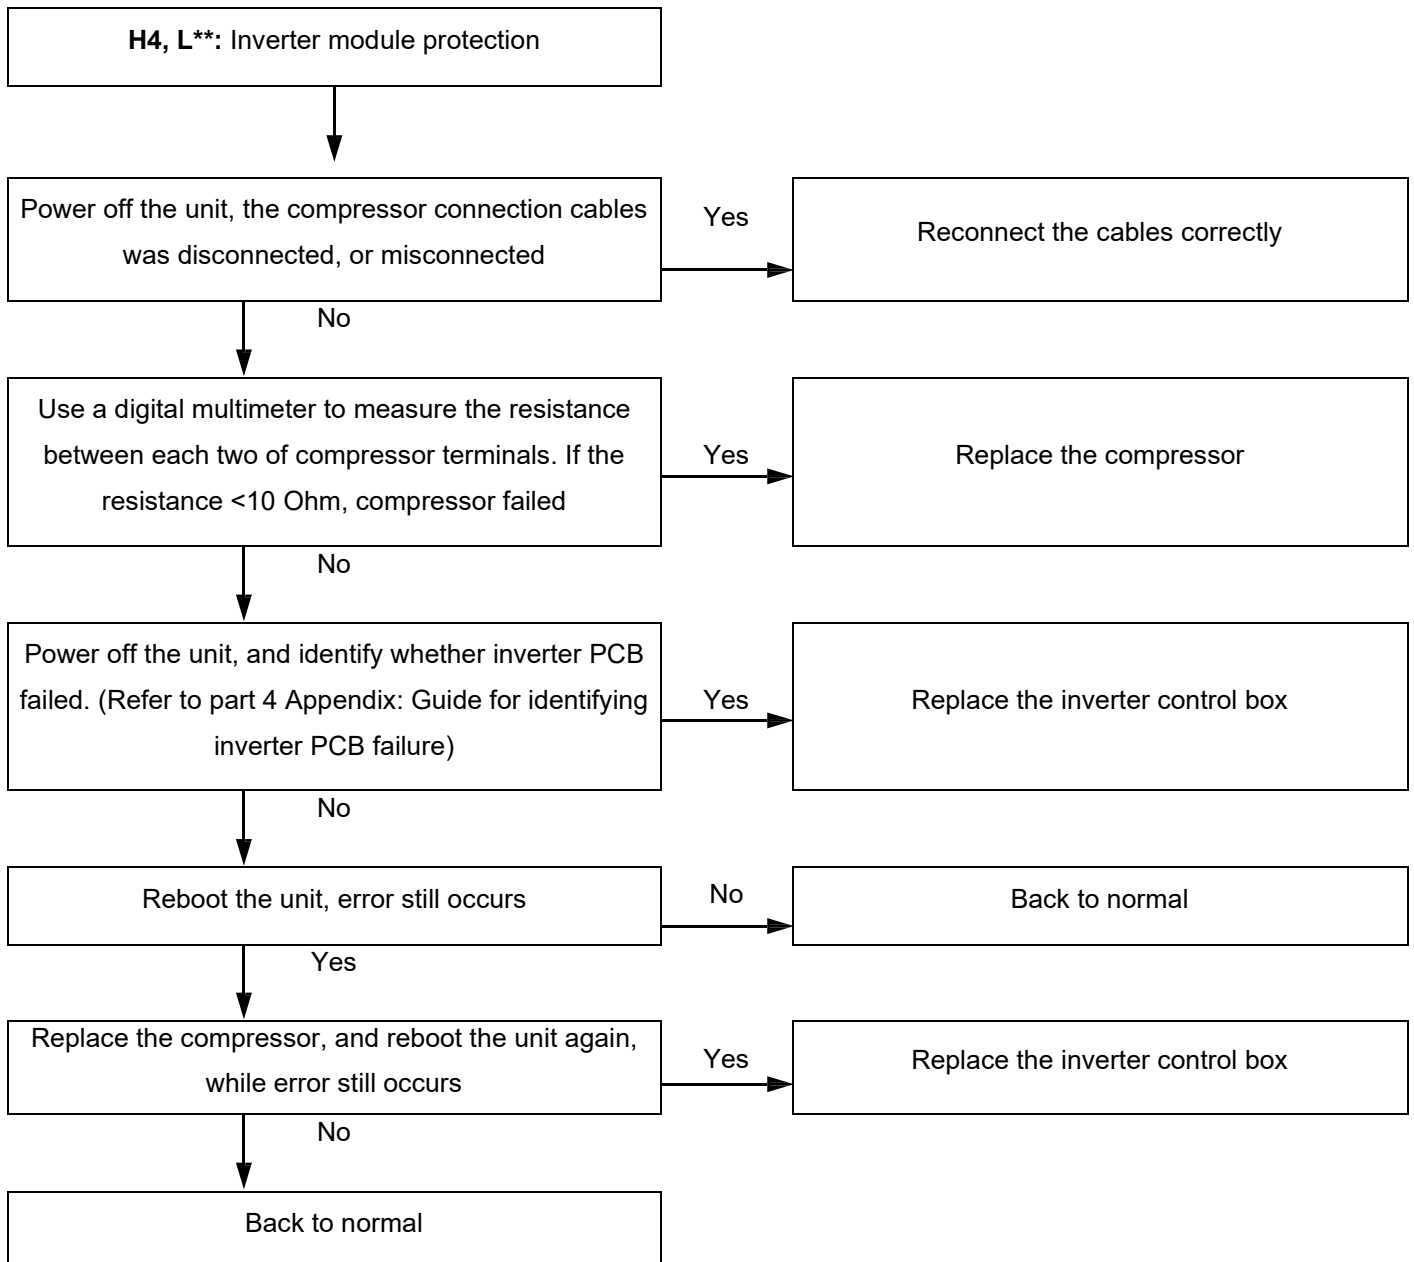 H4, L**: Inverter module protection
Power off the unit, the compressor connection cables
was disconnected, or misconnected
Yes
Reconnect the cables correctly
No
Use a digital multimeter to measure the resistance
between each two of compressor terminals. If the
resistance <10 Ohm, compressor failed
Yes
Replace the compressor
No
Power off the unit, and identify whether inverter PCB
failed. (Refer to part 4 Appendix: Guide for identifying
inverter PCB failure)
Yes
Replace the inverter control box
No
Reboot the unit, error still occurs
No
Back to normal
Yes
Replace the compressor, and reboot the unit again,
while error still occurs
Yes
Replace the inverter control box
No
Back to normal